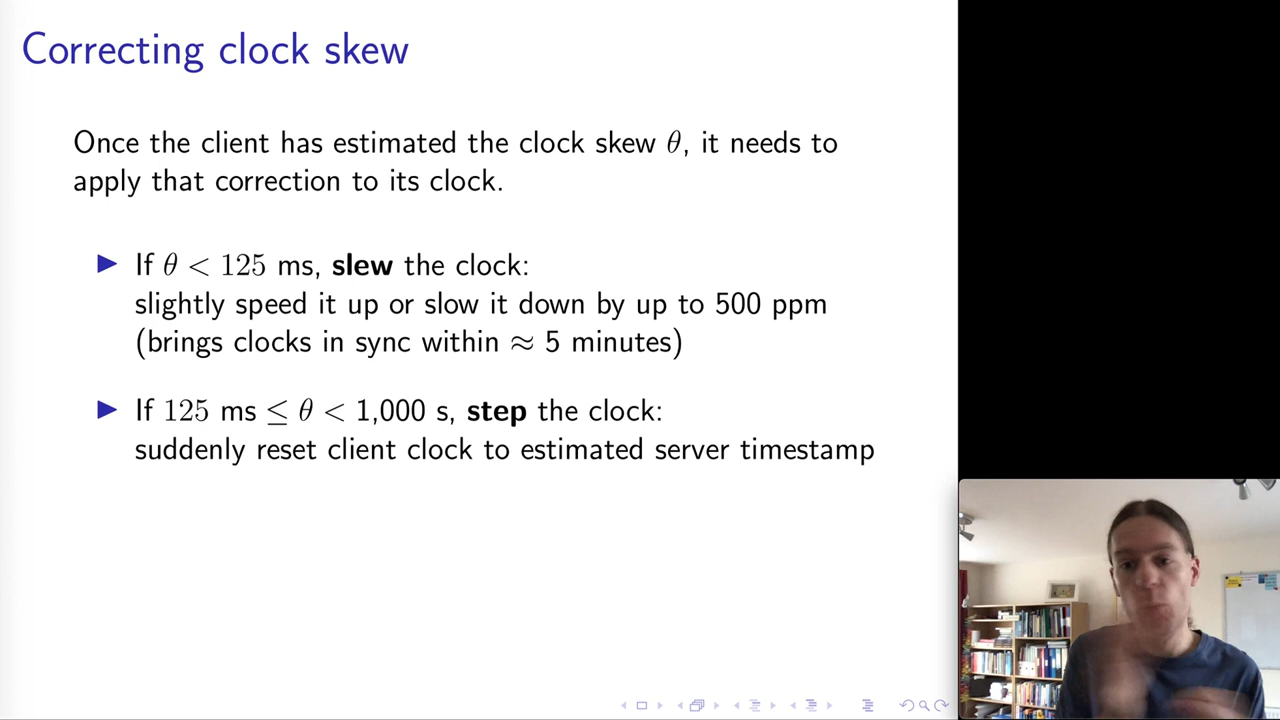 Correcting clock skew
Once the client has estimated the clock skew θ, it needs to
apply that correction to its clock.
▶ If θ < 125 ms, slew the clock:
slightly speed it up or slow it down by up to 500 ppm
(brings clocks in sync within ≈ 5 minutes)
▶ If 125 ms ≤ θ < 1,000 s, step the clock:
suddenly reset client clock to estimated server timestamp